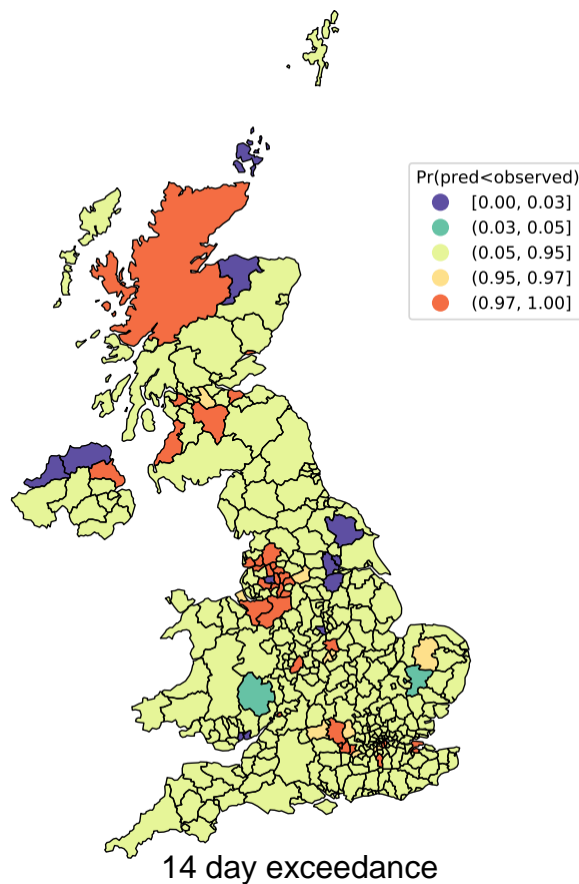 Pr(pred<observed)
[0.00, 0.03]
(0.03, 0.05]
(0.05, 0.95]
(0.95, 0.97]
(0.97, 1.00]
14 day exceedance